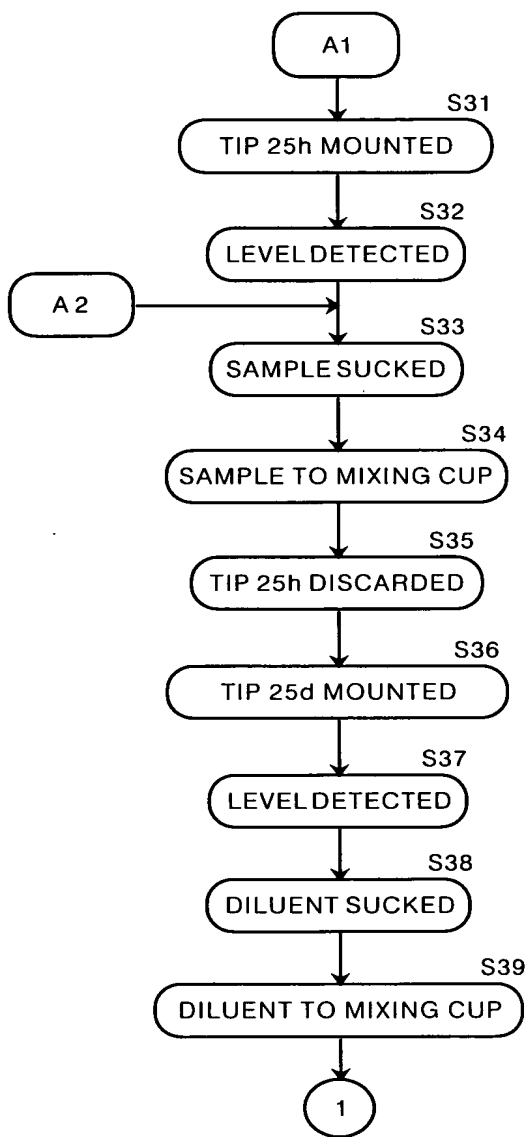 A1
S31
TIP 25h MOUNTED
S32
LEVEL DETECTED
A 2
S33
SAMPLE SUCKED
S34
SAMPLE TO MIXING CUP
S35
TIP 25h DISCARDED
S36
TIP 25d MOUNTED
S37
LEVEL DETECTED
S38
DILUENT SUCKED
S39
DILUENT TO MIXING CUP
1